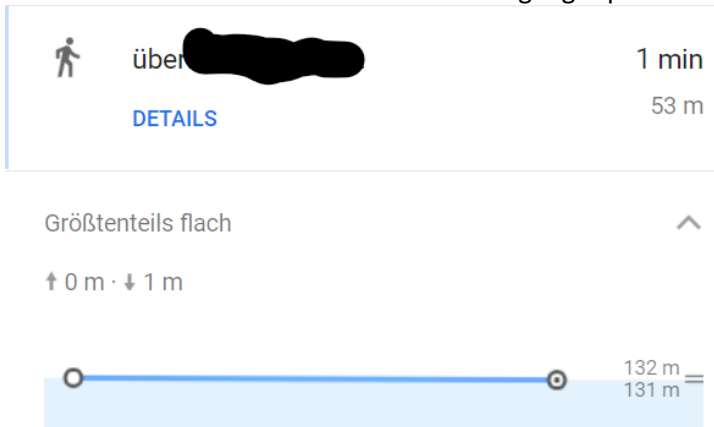 über
1 min
DETAILS
53 m
Größtenteils flach
↑ 0 m · ↓ 1 m
132 m
131 m